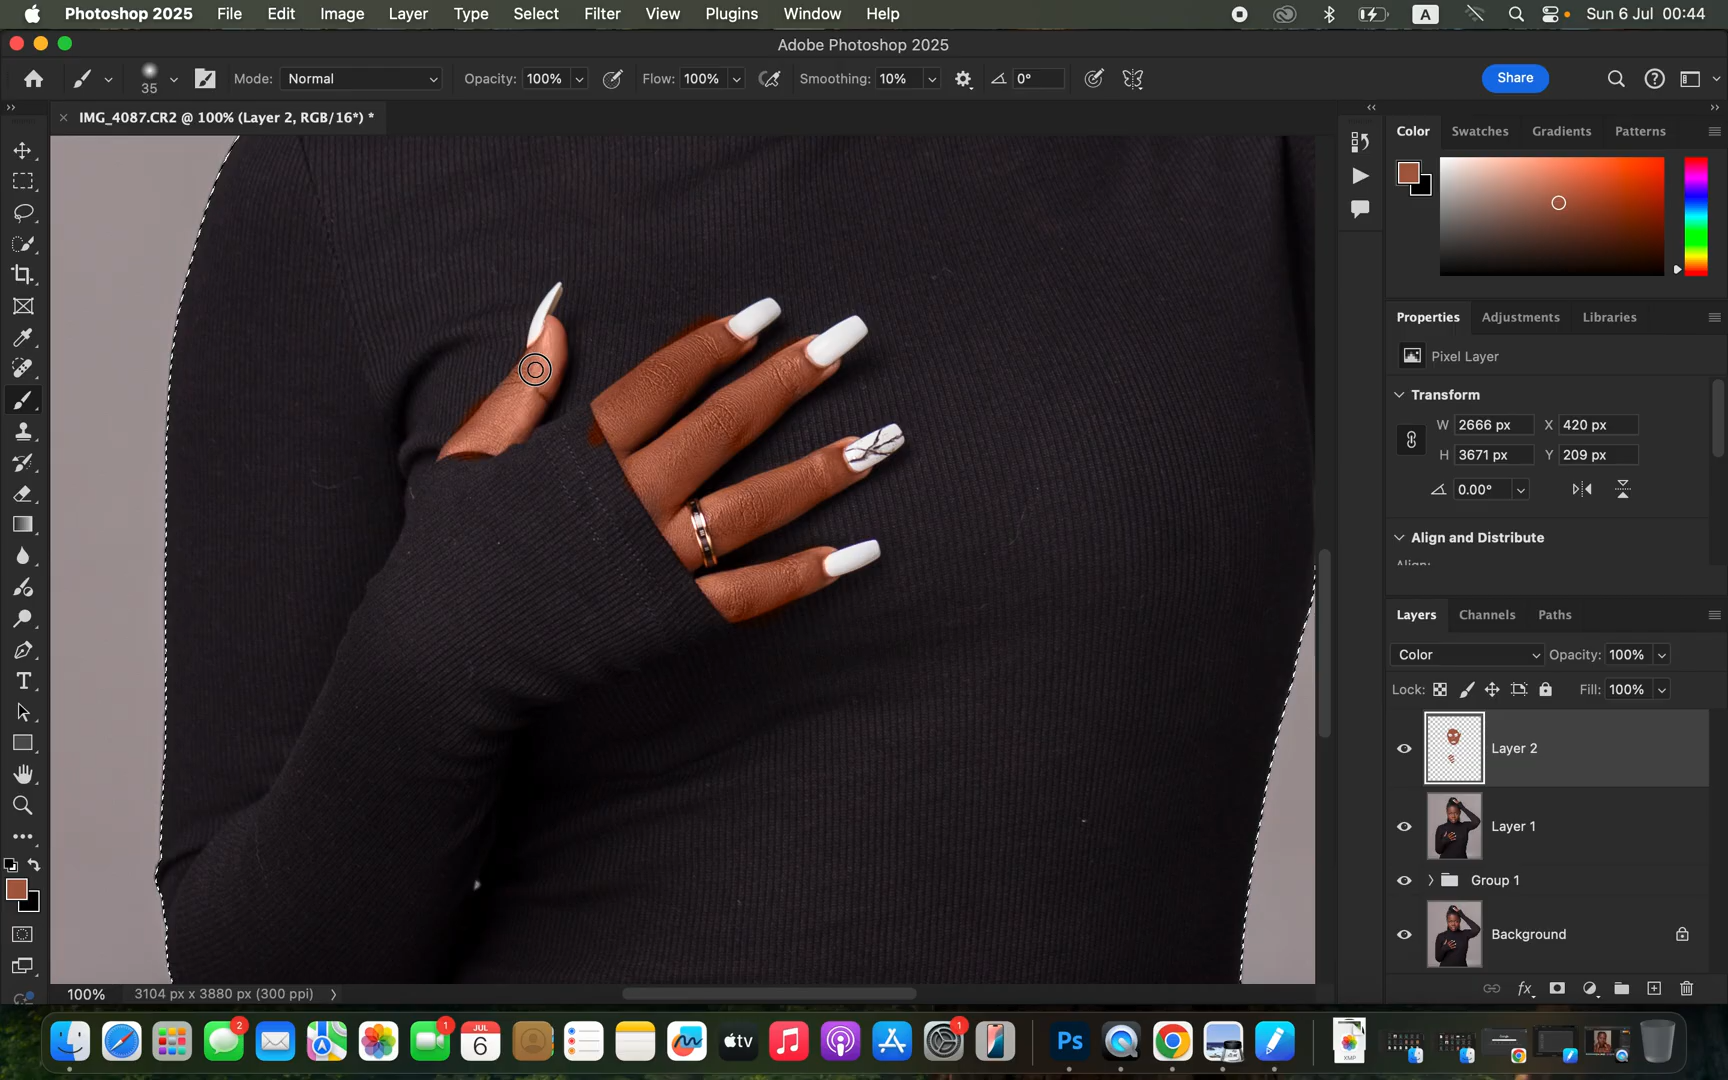 Photoshop 2025 File Edit Image Layer Type Select Filter View Plugins Window Help A Sun 6 Jul 00:44
Adobe Photoshop 2025
35 Mode: Normal Opacity: 100% Flow: 100% Smoothing: 10% 0° Share
IMG_4087.CR2 @ 100% (Layer 2, RGB/16*) *
Color Swatches Gradients Patterns
Properties Adjustments Libraries
Pixel Layer
Transform
W 2666 px X 420 px
H 3671 px Y 209 px
0.00°
Align and Distribute
Align:
Layers Channels Paths
Color Opacity: 100%
Lock: Fill: 100%
Layer 2
Layer 1
Group 1
Background
100% 3104 px x 3880 px (300 ppi)
fx
2 1 JUL 6 tv 1 Ps XMP